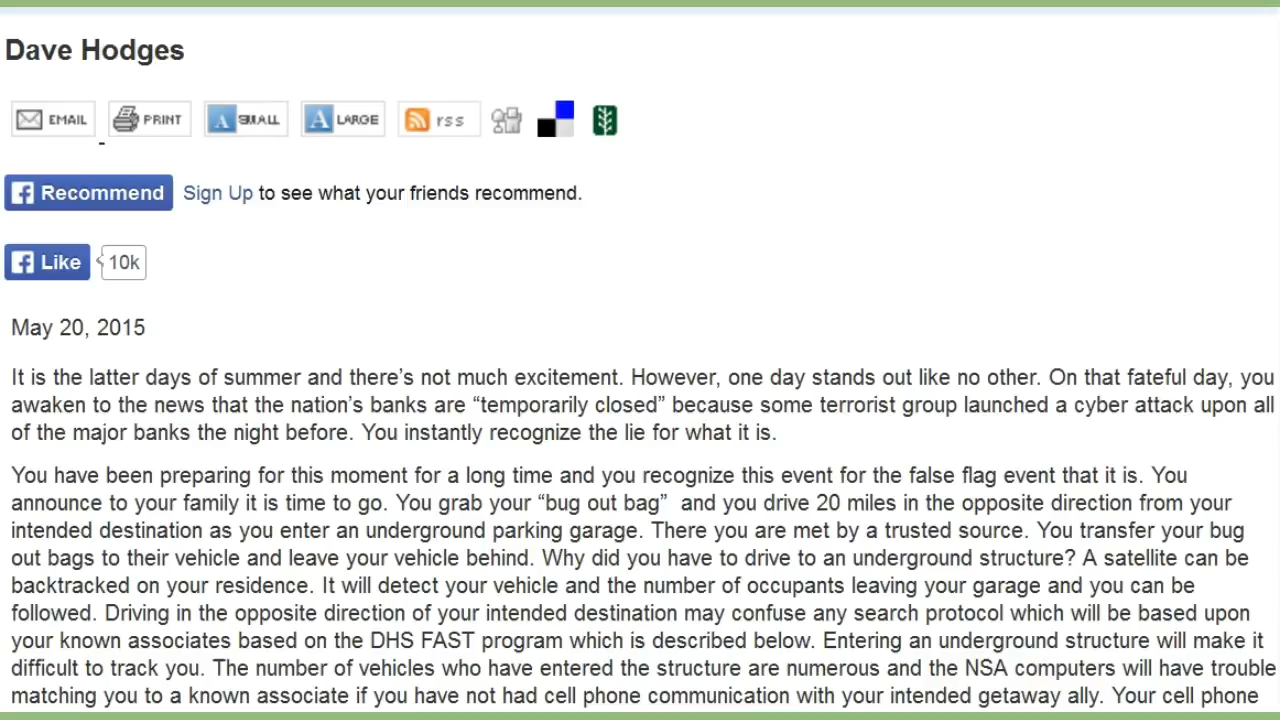 Dave Hodges
EMAIL PRINT A SMALL A LARGE rss
Recommend Sign Up to see what your friends recommend.
Like 10k
May 20, 2015
It is the latter days of summer and there’s not much excitement. However, one day stands out like no other. On that fateful day, you
awaken to the news that the nation’s banks are “temporarily closed” because some terrorist group launched a cyber attack upon all
of the major banks the night before. You instantly recognize the lie for what it is.
You have been preparing for this moment for a long time and you recognize this event for the false flag event that it is. You
announce to your family it is time to go. You grab your “bug out bag”  and you drive 20 miles in the opposite direction from your
intended destination as you enter an underground parking garage. There you are met by a trusted source. You transfer your bug
out bags to their vehicle and leave your vehicle behind. Why did you have to drive to an underground structure? A satellite can be
backtracked on your residence. It will detect your vehicle and the number of occupants leaving your garage and you can be
followed. Driving in the opposite direction of your intended destination may confuse any search protocol which will be based upon
your known associates based on the DHS FAST program which is described below. Entering an underground structure will make it
difficult to track you. The number of vehicles who have entered the structure are numerous and the NSA computers will have trouble
matching you to a known associate if you have not had cell phone communication with your intended getaway ally. Your cell phone